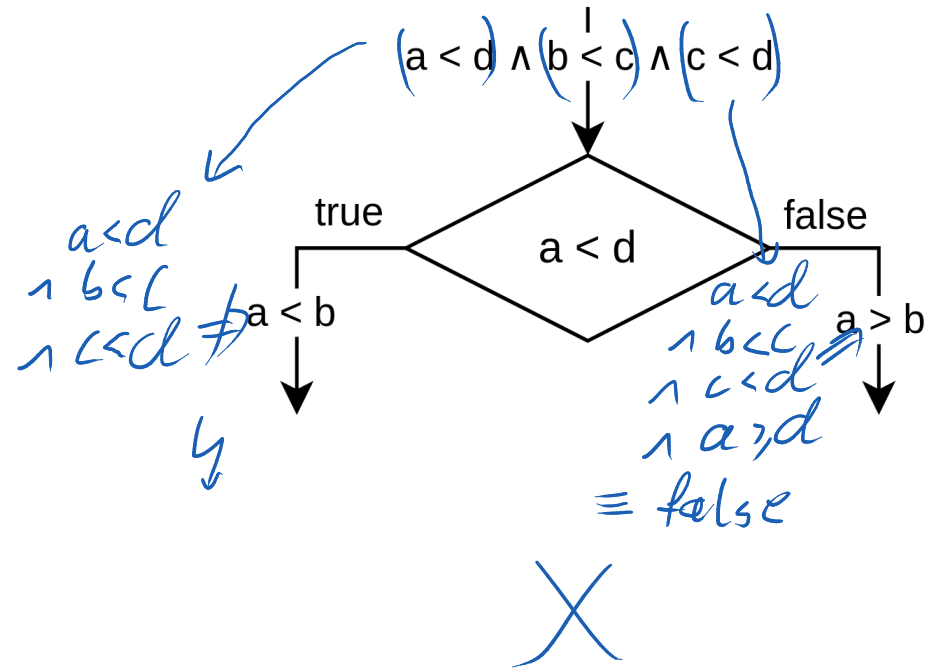 (a < d) ∧ (b < c) ∧ (c < d)
true
a < d
false
a < d
∧ b < c
∧ c < d ⇏ a < b
a < d
∧ b < c
∧ c < d ⇒ a > b
∧ a ≥ d
≡ false